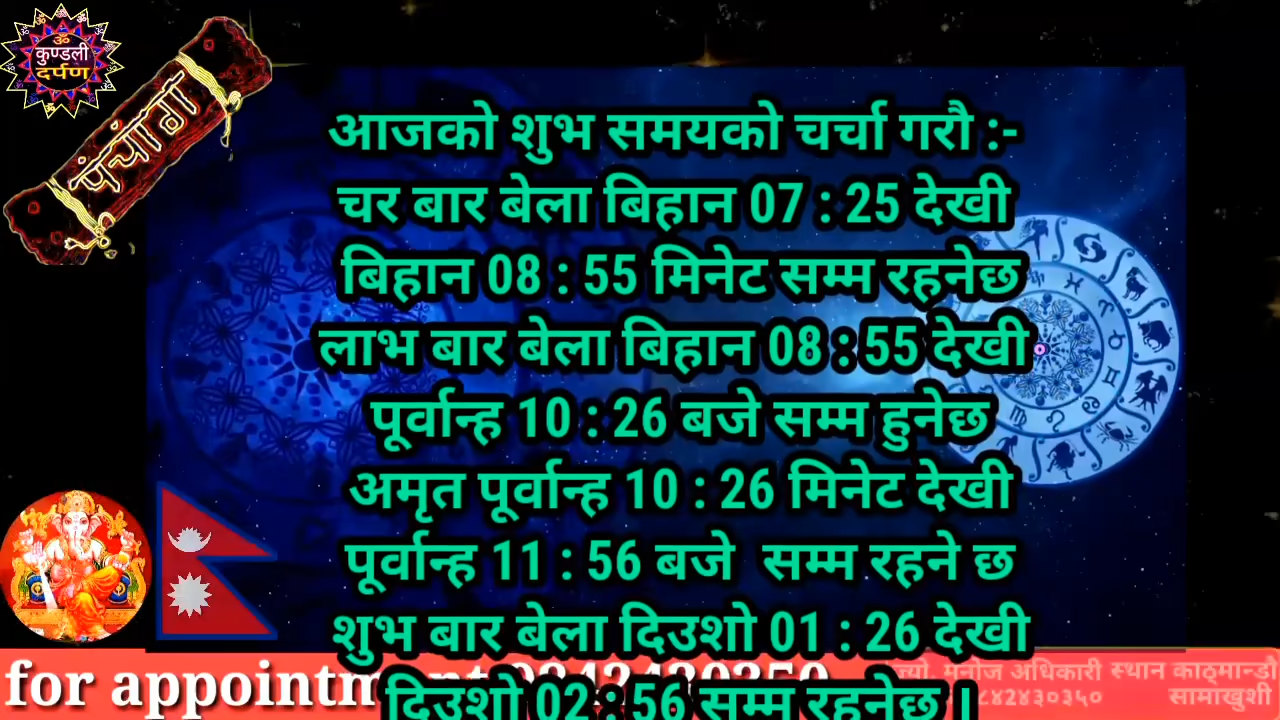 ॐ
कुण्डली
दर्पण
पंचांग
आजको शुभ समयको चर्चा गरौ :-
चर बार बेला बिहान 07 : 25 देखी
बिहान 08 : 55 मिनेट सम्म रहनेछ
लाभ बार बेला बिहान 08 : 55 देखी
पूर्वान्ह 10 : 26 बजे सम्म हुनेछ
अमृत पूर्वान्ह 10 : 26 मिनेट देखी
पूर्वान्ह 11 : 56 बजे सम्म रहने छ
शुभ बार बेला दिउशो 01 : 26 देखी
दिउशो 02 : 56 सम्म रहनेछ ।
for appointment
ज्यो. मनोज अधिकारी स्थान काठ्मान्डौ
सामाखुशी